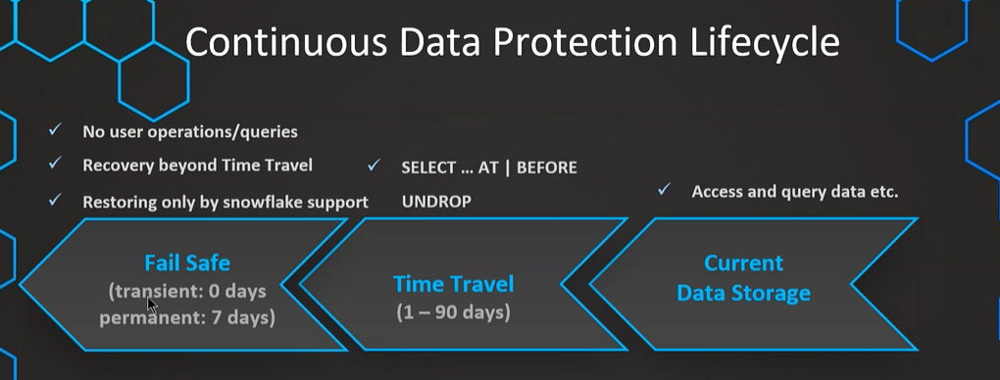 Continuous Data Protection Lifecycle
✓ No user operations/queries
✓ Recovery beyond Time Travel
✓ Restoring only by snowflake support
✓ SELECT ... AT | BEFORE
UNDROP
✓ Access and query data etc.
Fail Safe
(transient: 0 days
permanent: 7 days)
Time Travel
(1 – 90 days)
Current
Data Storage